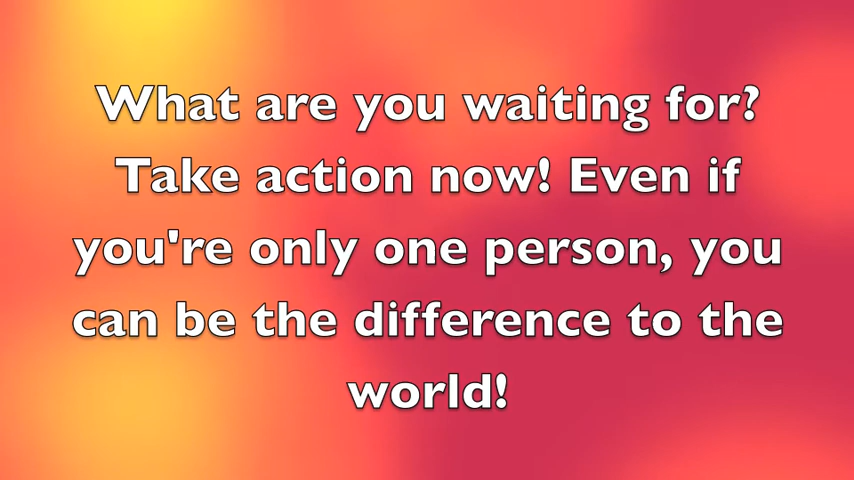 What are you waiting for?
Take action now! Even if
you're only one person, you
can be the difference to the
world!